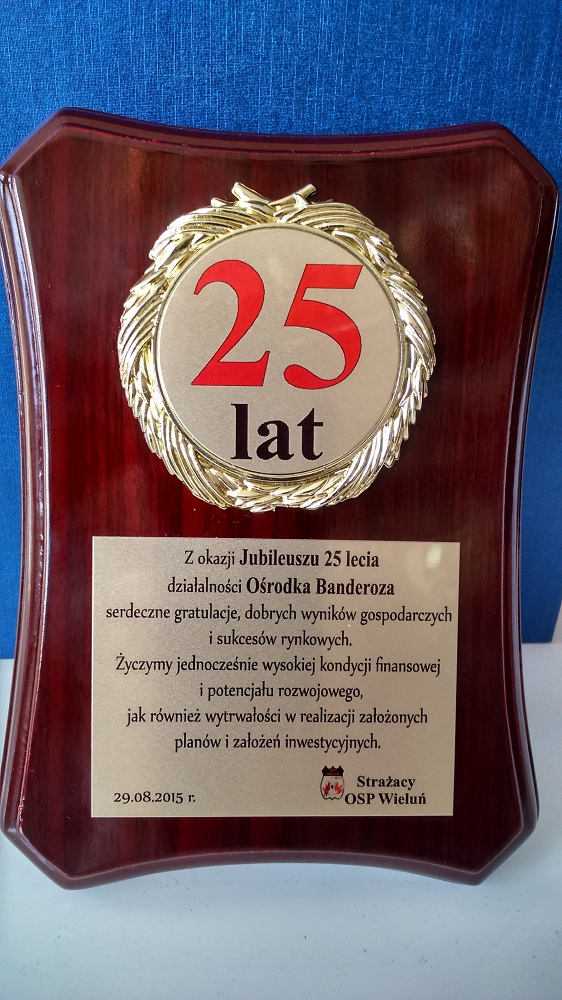 25
lat
Z okazji Jubileuszu 25 lecia
działalności Ośrodka Banderoza
serdeczne gratulacje, dobrych wyników gospodarczych
i sukcesów rynkowych.
Życzymy jednocześnie wysokiej kondycji finansowej
i potencjału rozwojowego,
jak również wytrwałości w realizacji założonych
planów i założeń inwestycyjnych.
29.08.2015 r.
Strażacy
OSP Wieluń